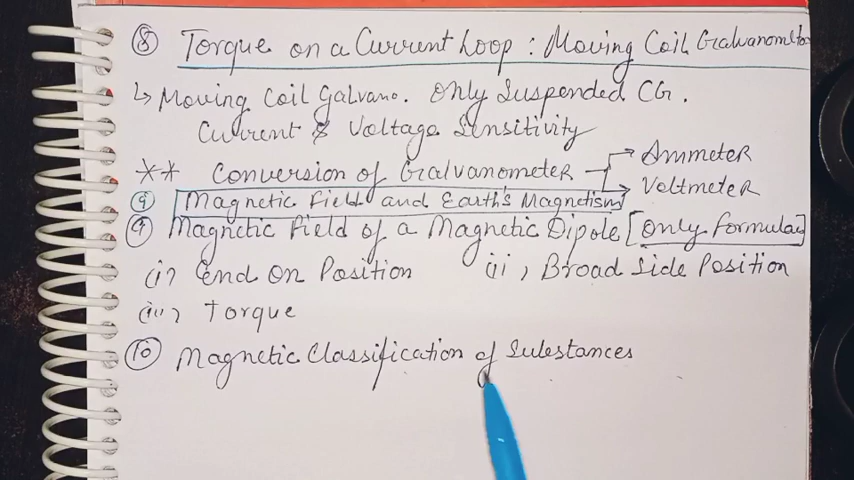 ⑧ Torque on a Current Loop : Moving Coil Galvanometer
↳ Moving Coil Galvano. Only Suspended CG.
Current & Voltage Sensitivity
** Conversion of Galvanometer → Ammeter
→ Voltmeter
⑨ Magnetic Field and Earth's Magnetism
⑨ Magnetic Field of a Magnetic Dipole [Only Formulae]
(i) End On Position (ii) Broad Side Position
(iii) Torque
⑩ Magnetic Classification of Substances